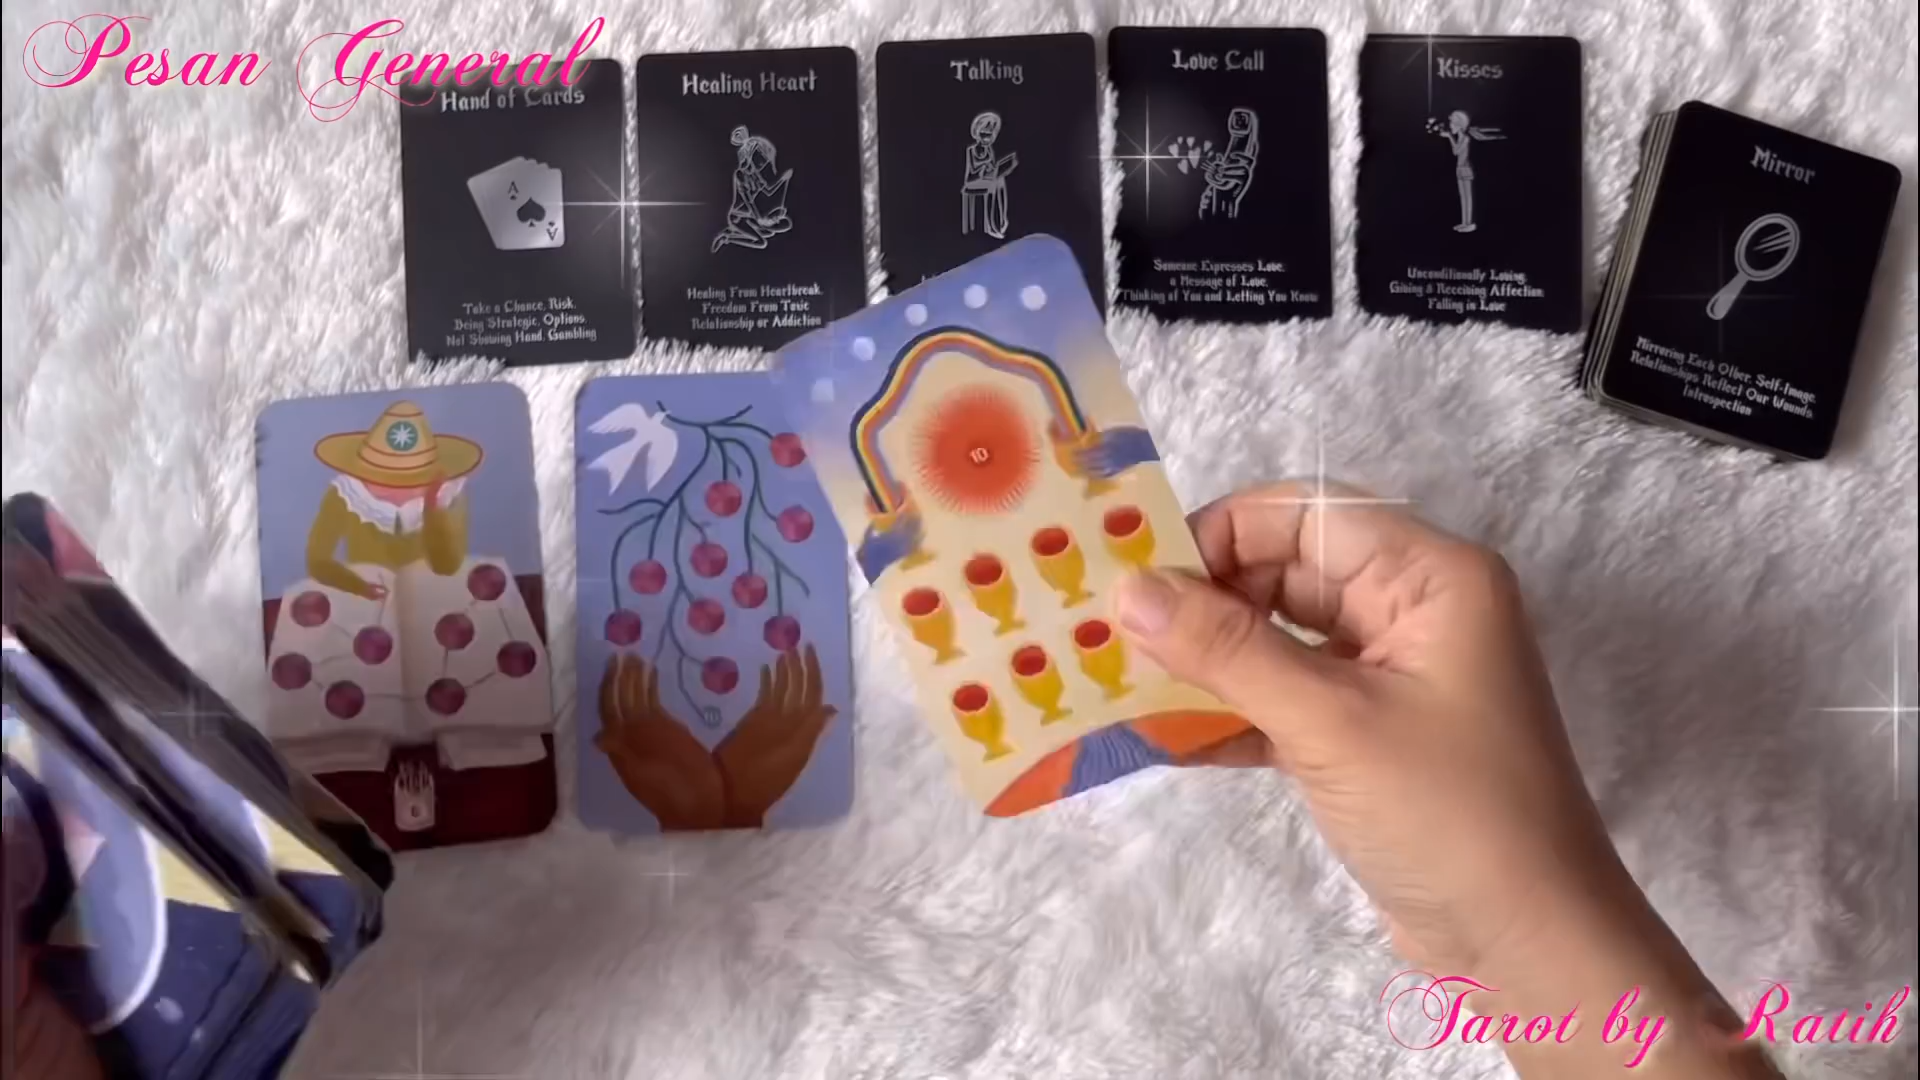 Pesan General
Hand of Cards
Take a Chance, Risk,
Being Strategic, Options,
Not Showing Hand, Gambling
Healing Heart
Healing From Heartbreak,
Freedom From Toxic
Relationship or Addiction
Talking
Love Call
Someone Expresses Love,
a Message of Love,
Thinking of You and Letting You Know
Kisses
Unconditionally Loving,
Giving & Receiving Affection
Falling in Love
Mirror
Mirroring Each Other, Self-Image,
Relationships Reflect Our Wounds,
Introspection
A
A
10
10
Tarot by Ratih